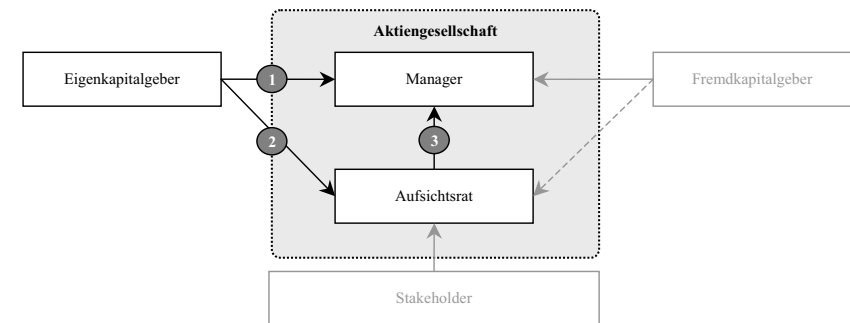 Aktiengesellschaft
Eigenkapitalgeber
1
Manager
Fremdkapitalgeber
2
3
Aufsichtsrat
Stakeholder